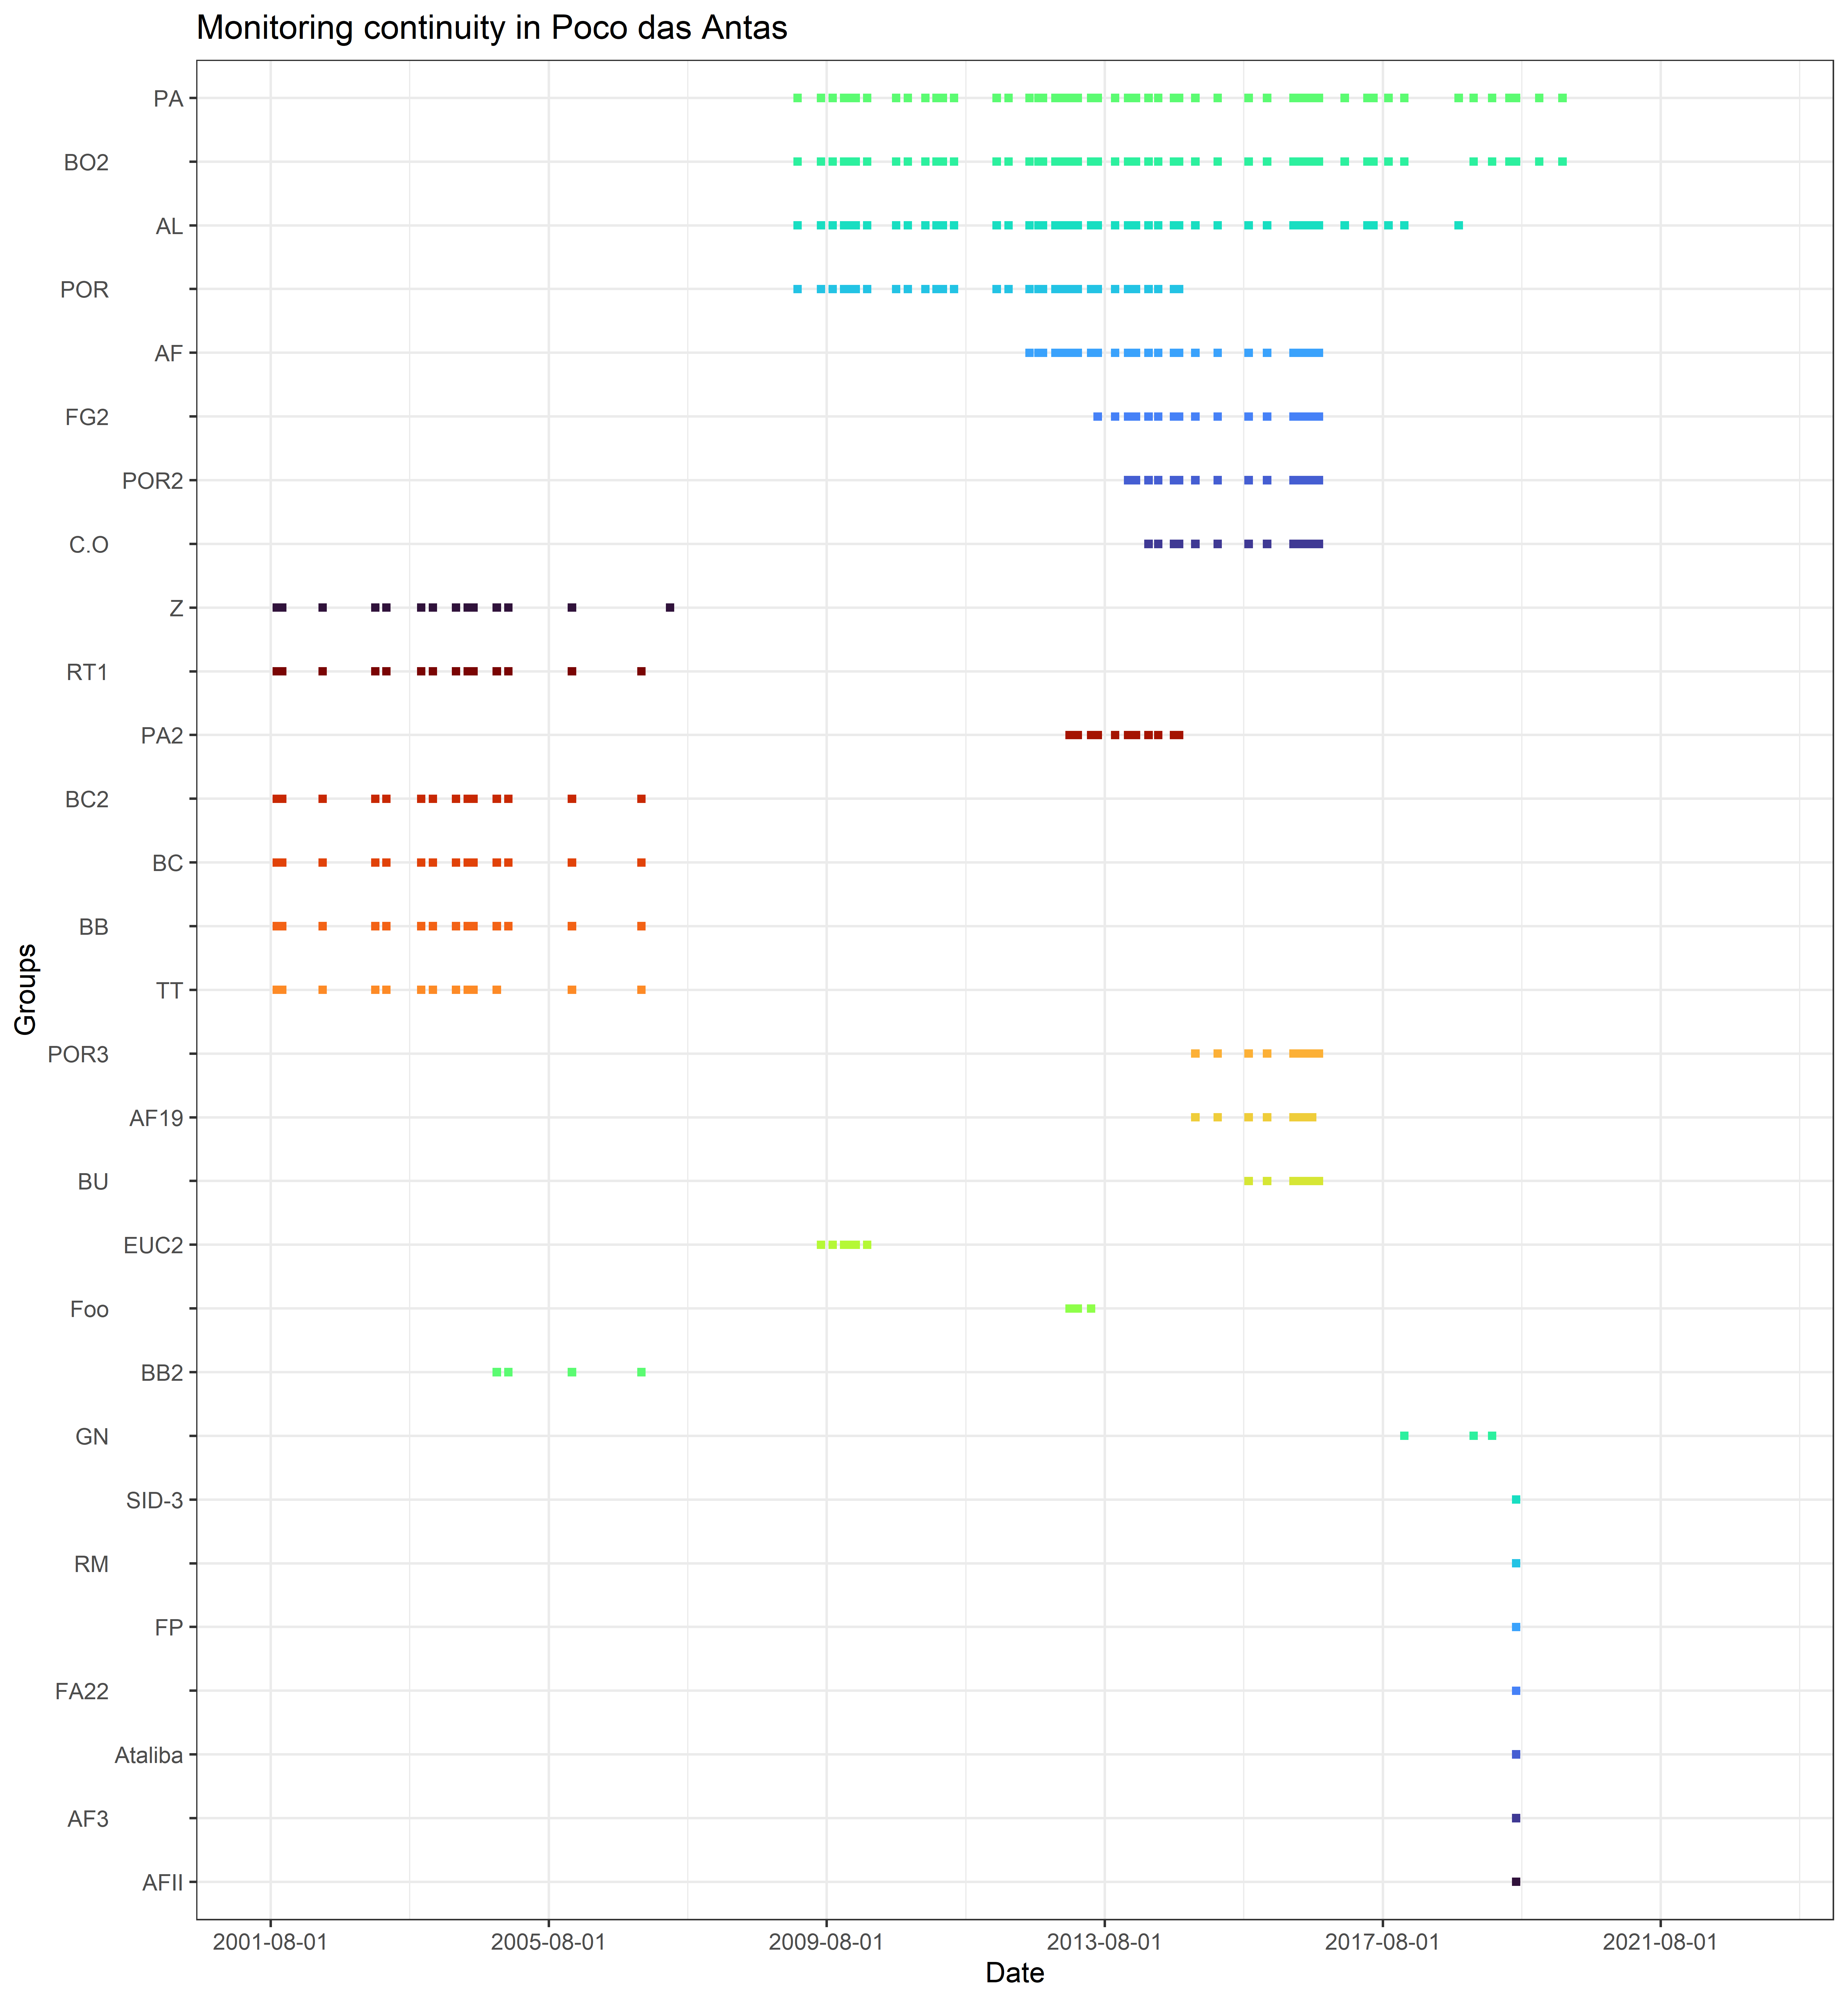 Monitoring continuity in Poco das Antas
PA
BO2
AL
POR
AF
FG2
POR2
C.O
Z
RT1
PA2
BC2
BC
BB
TT
POR3
AF19
BU
EUC2
Foo
BB2
GN
SID-3
RM
FP
FA22
Ataliba
AF3
AFII
Groups
2001-08-01 2005-08-01 2009-08-01 2013-08-01 2017-08-01 2021-08-01
Date